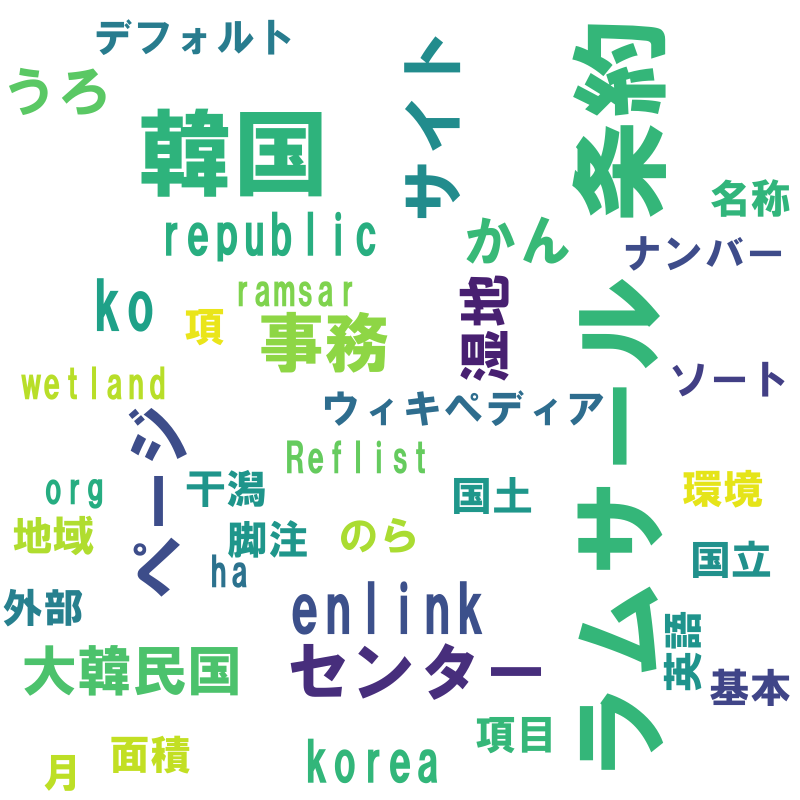 デフォルト
サイト
ラムサール条約
うろ
韓国
名称
republic
かん
ナンバー
ko
ramsar
湿地
項
事務
wetland
ソート
ウィキペディア
ページ
Reflist
org
干潟
国土
環境
地域
脚注
のら
国立
ha
外部
enlink
英語
大韓民国
センター
基本
月
面積
korea
項目